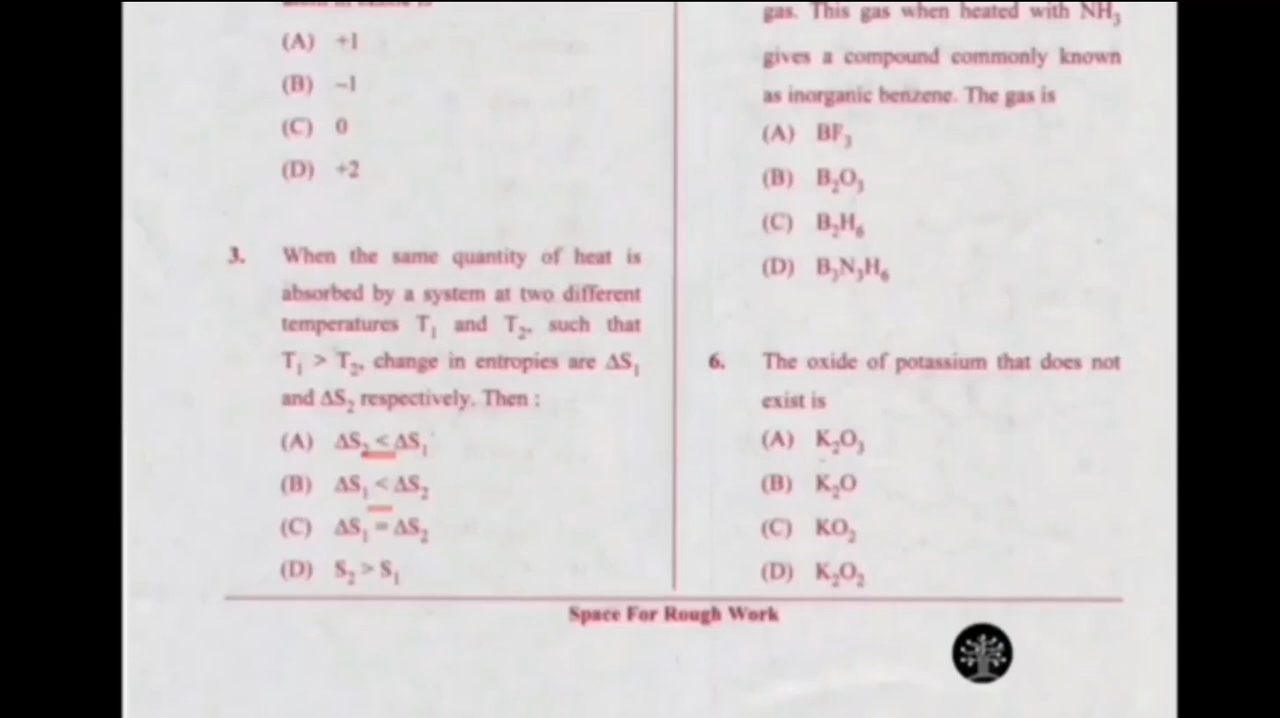 (A) +1
(B) –1
(C) 0
(D) +2
3. When the same quantity of heat is
absorbed by a system at two different
temperatures T₁ and T₂, such that
T₁ > T₂, change in entropies are ΔS₁
and ΔS₂ respectively. Then :
(A) ΔS₂ < ΔS₁
(B) ΔS₁ < ΔS₂
(C) ΔS₁ = ΔS₂
(D) S₂ > S₁
gas. This gas when heated with NH₃
gives a compound commonly known
as inorganic benzene. The gas is
(A) BF₃
(B) B₂O₃
(C) B₂H₆
(D) B₃N₃H₆
6. The oxide of potassium that does not
exist is
(A) K₂O₃
(B) K₂O
(C) KO₂
(D) K₂O₂
Space For Rough Work